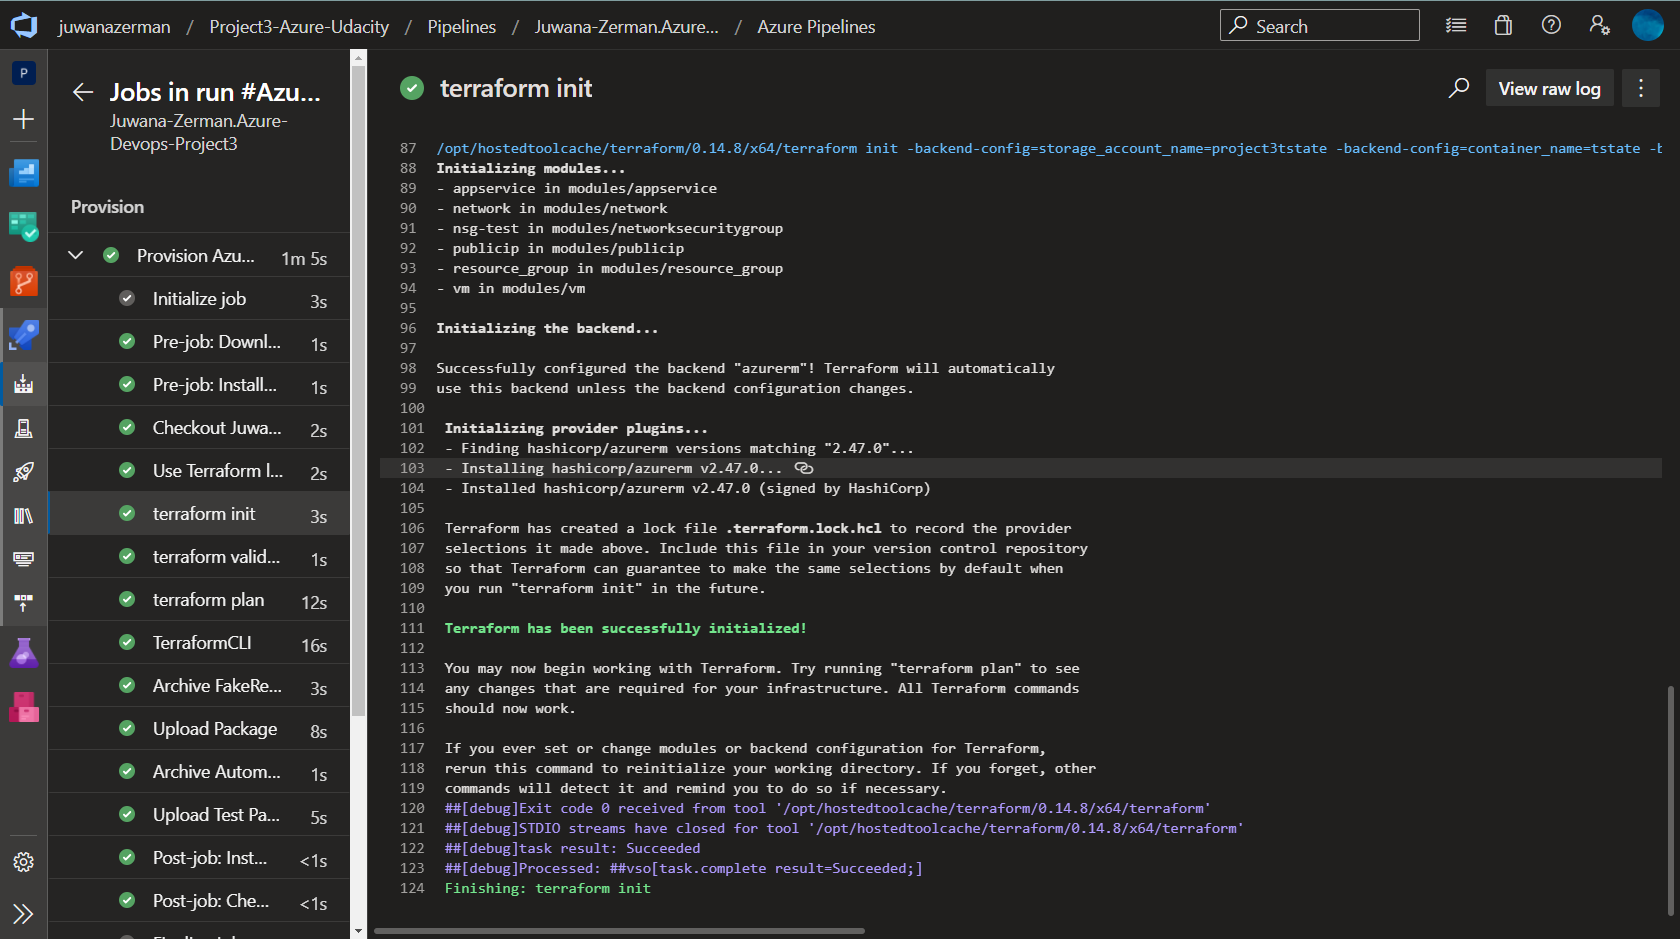 juwanazerman / Project3-Azure-Udacity / Pipelines / Juwana-Zerman.Azure... / Azure Pipelines
Search
P
Jobs in run #Azu...
Juwana-Zerman.Azure-
Devops-Project3
Provision
Provision Azu... 1m 5s
Initialize job 3s
Pre-job: Downl... 1s
Pre-job: Install... 1s
Checkout Juwa... 2s
Use Terraform l... 2s
terraform init 3s
terraform valid... 1s
terraform plan 12s
TerraformCLI 16s
Archive FakeRe... 3s
Upload Package 8s
Archive Autom... 1s
Upload Test Pa... 5s
Post-job: Inst... <1s
Post-job: Che... <1s
terraform init
View raw log
87 /opt/hostedtoolcache/terraform/0.14.8/x64/terraform init -backend-config=storage_account_name=project3tstate -backend-config=container_name=tstate -b
88 Initializing modules...
89 - appservice in modules/appservice
90 - network in modules/network
91 - nsg-test in modules/networksecuritygroup
92 - publicip in modules/publicip
93 - resource_group in modules/resource_group
94 - vm in modules/vm
95
96 Initializing the backend...
97
98 Successfully configured the backend "azurerm"! Terraform will automatically
99 use this backend unless the backend configuration changes.
100
101 Initializing provider plugins...
102 - Finding hashicorp/azurerm versions matching "2.47.0"...
103 - Installing hashicorp/azurerm v2.47.0...
104 - Installed hashicorp/azurerm v2.47.0 (signed by HashiCorp)
105
106 Terraform has created a lock file .terraform.lock.hcl to record the provider
107 selections it made above. Include this file in your version control repository
108 so that Terraform can guarantee to make the same selections by default when
109 you run "terraform init" in the future.
110
111 Terraform has been successfully initialized!
112
113 You may now begin working with Terraform. Try running "terraform plan" to see
114 any changes that are required for your infrastructure. All Terraform commands
115 should now work.
116
117 If you ever set or change modules or backend configuration for Terraform,
118 rerun this command to reinitialize your working directory. If you forget, other
119 commands will detect it and remind you to do so if necessary.
120 ##[debug]Exit code 0 received from tool '/opt/hostedtoolcache/terraform/0.14.8/x64/terraform'
121 ##[debug]STDIO streams have closed for tool '/opt/hostedtoolcache/terraform/0.14.8/x64/terraform'
122 ##[debug]task result: Succeeded
123 ##[debug]Processed: ##vso[task.complete result=Succeeded;]
124 Finishing: terraform init